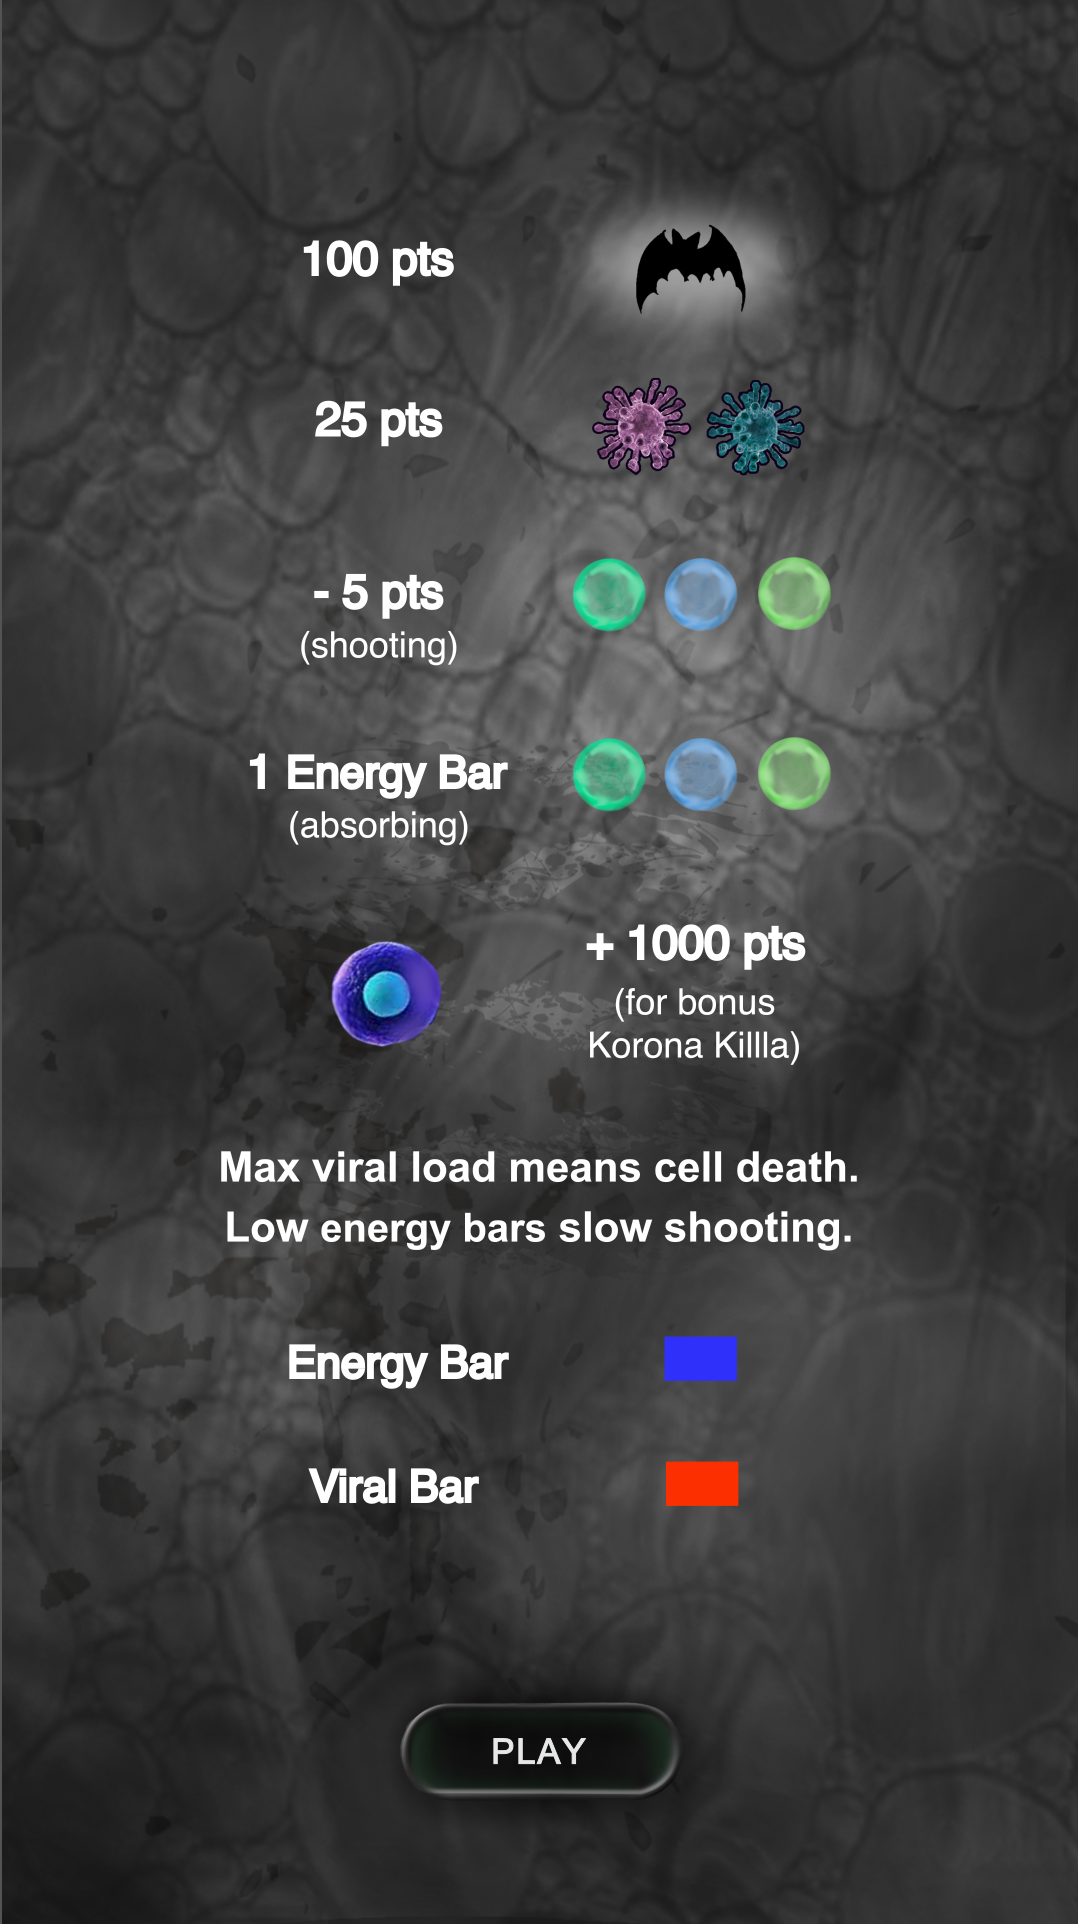 100 pts
25 pts
- 5 pts
(shooting)
1 Energy Bar
(absorbing)
+ 1000 pts
(for bonus
Korona Killla)
Max viral load means cell death.
Low energy bars slow shooting.
Energy Bar
Viral Bar
PLAY